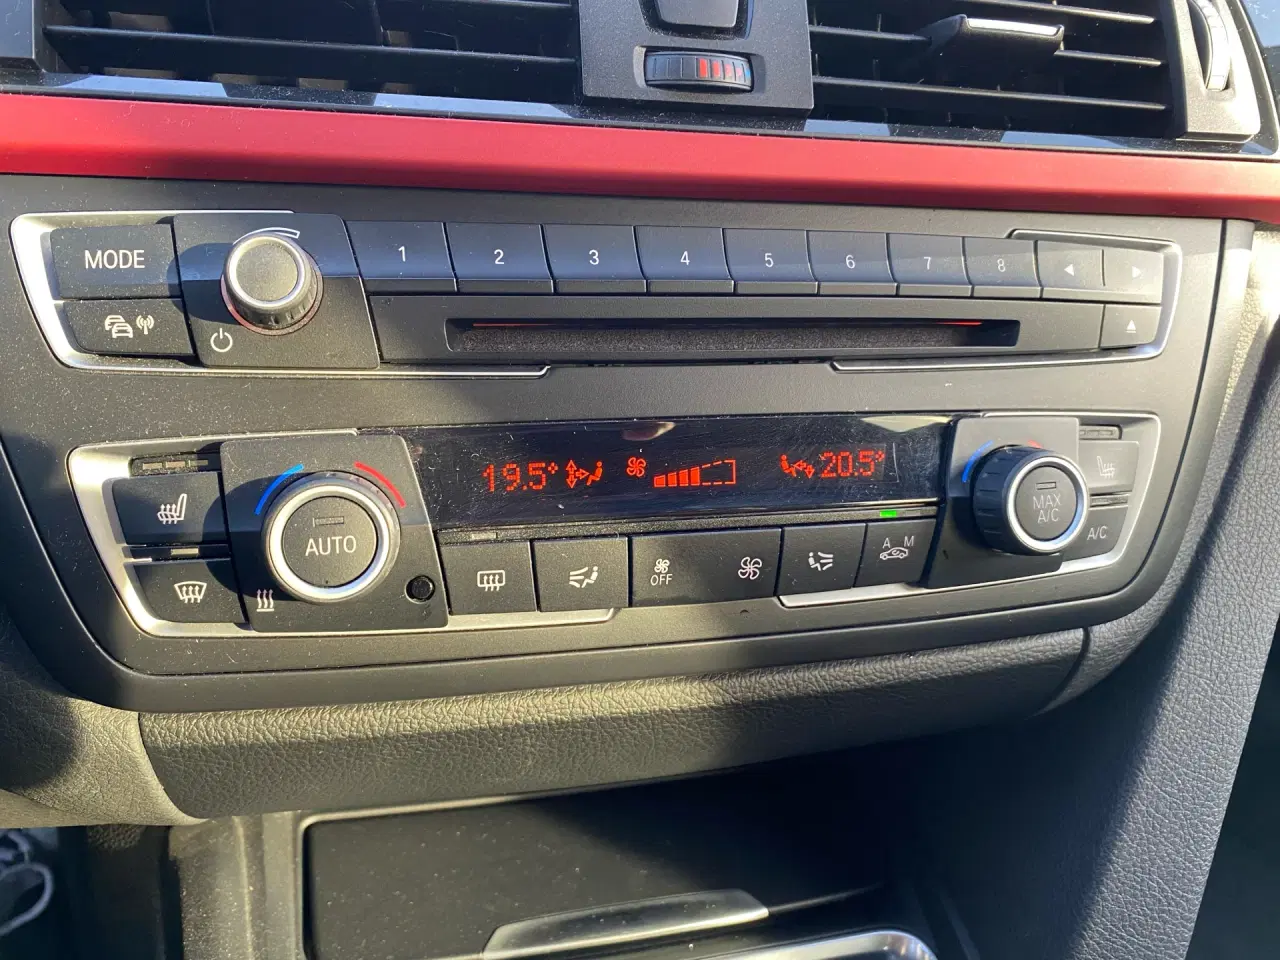 MODE
1 2 3 4 5 6 7 8
19.5° 20.5°
AUTO
OFF
A M
MAX
A/C
A/C